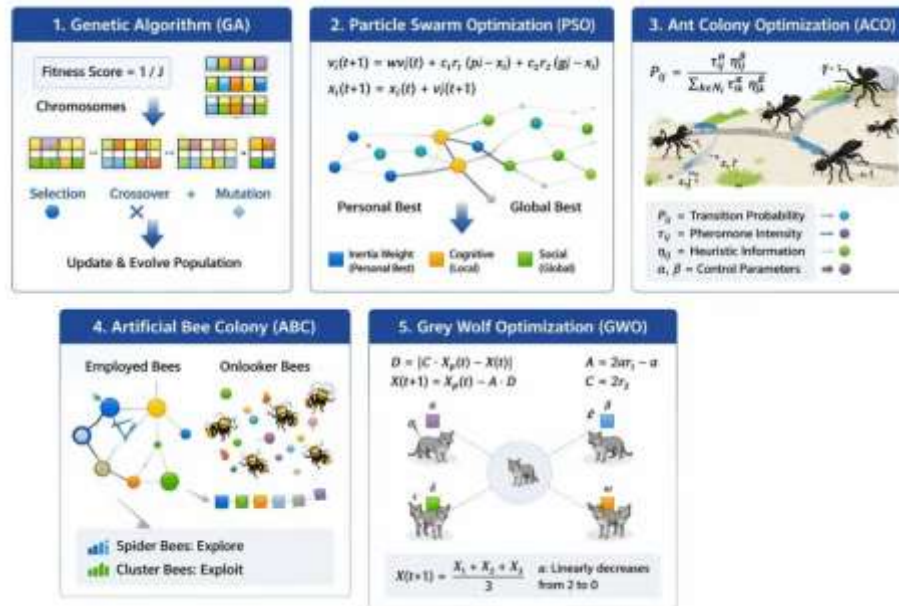 1. Genetic Algorithm (GA)
Fitness Score = 1 / J
Chromosomes
Selection
Crossover
Mutation
Update & Evolve Population
2. Particle Swarm Optimization (PSO)
vᵢ(t+1) = wvᵢ(t) + c₁r₁ (pi − xᵢ) + c₂r₂ (gi − xᵢ)
xᵢ(t+1) = xᵢ(t) + vᵢ(t+1)
Personal Best
Global Best
Inertia Weight
(Personal Best)
Cognitive
(Local)
Social
(Global)
3. Ant Colony Optimization (ACO)
Pᵢⱼ =
Pᵢⱼ = Transition Probability
τᵢⱼ = Pheromone Intensity
ηᵢⱼ = Heuristic Information
α, β = Control Parameters
4. Artificial Bee Colony (ABC)
Employed Bees
Onlooker Bees
Spider Bees: Explore
Cluster Bees: Exploit
5. Grey Wolf Optimization (GWO)
D = |C · Xₚ(t) − X(t)|
A = 2ar₁ − a
X(t+1) = Xₚ(t) − A · D
C = 2r₂
α
β
δ
ω
X(t+1) = X₁ + X₂ + X₃ / 3
a: Linearly decreases
from 2 to 0